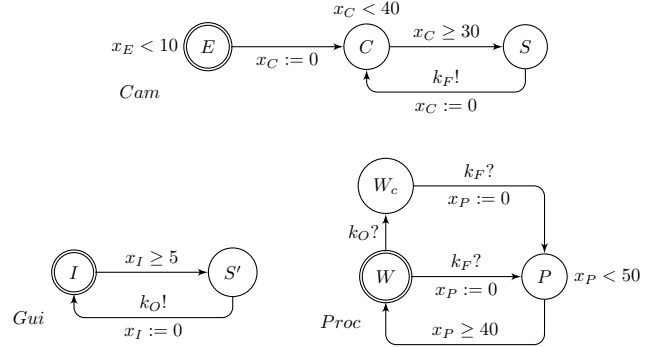 x_C < 40
x_E < 10
E
C
x_C ≥ 30
S
x_C := 0
k_F!
x_C := 0
Cam
W_c
k_F?
x_P := 0
k_O?
I
x_I ≥ 5
S′
W
k_F?
x_P := 0
P
x_P < 50
k_O!
x_I := 0
Gui
Proc
x_P ≥ 40